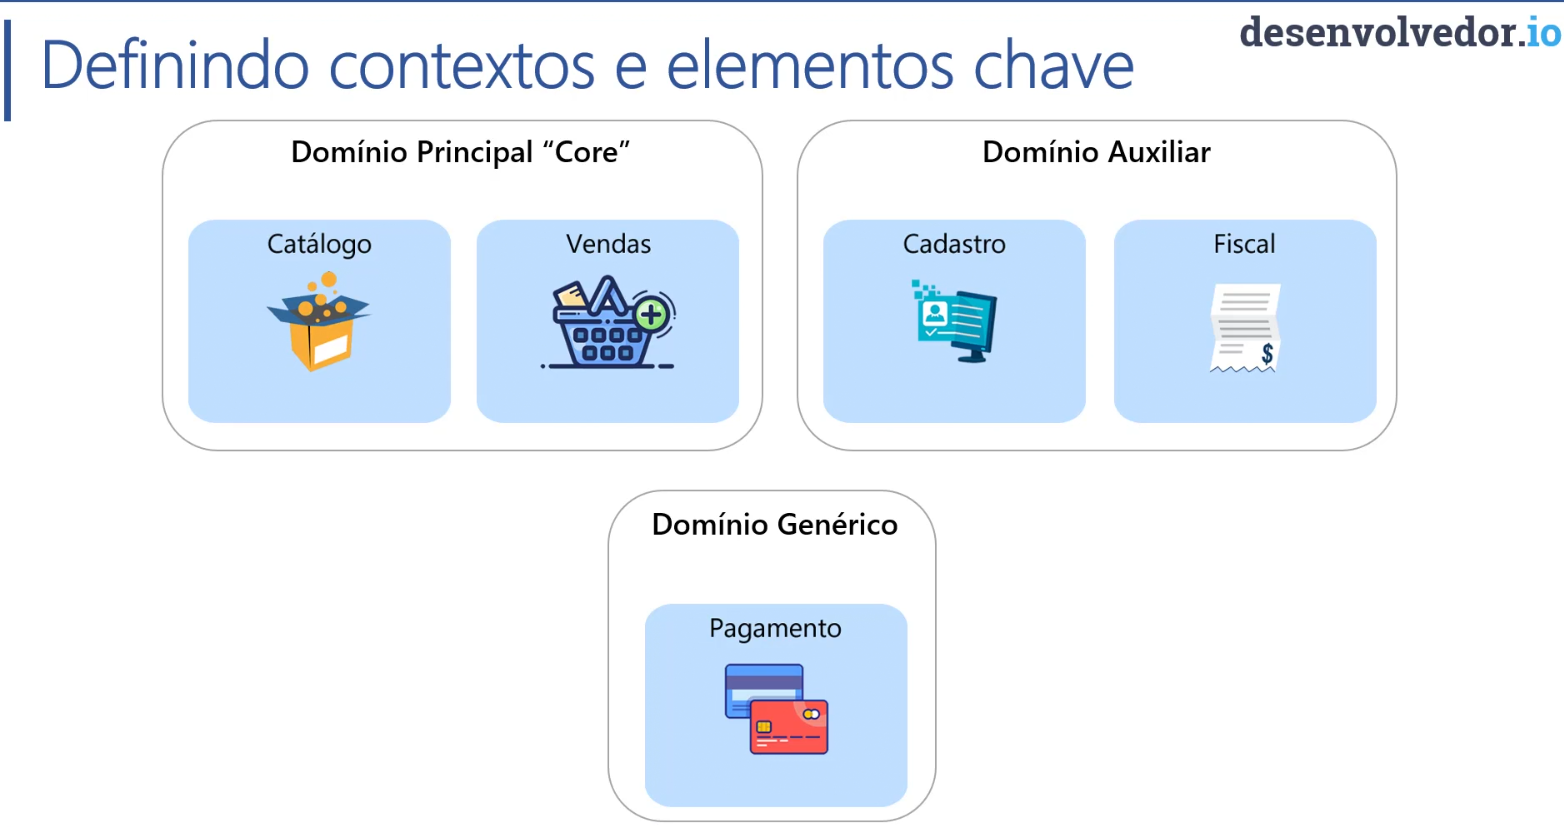 desenvolvedor.io
Definindo contextos e elementos chave
Domínio Principal “Core”
Catálogo
Vendas
Domínio Auxiliar
Cadastro
Fiscal
$
Domínio Genérico
Pagamento